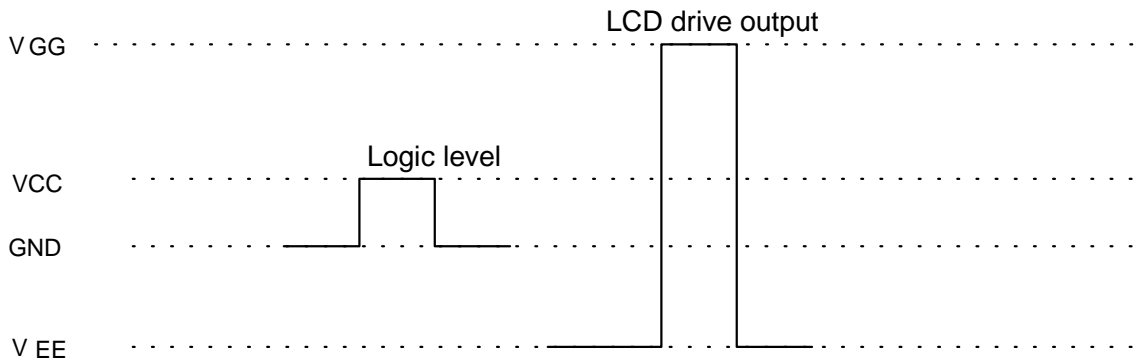 LCD drive output
V GG
Logic level
VCC
GND
V EE